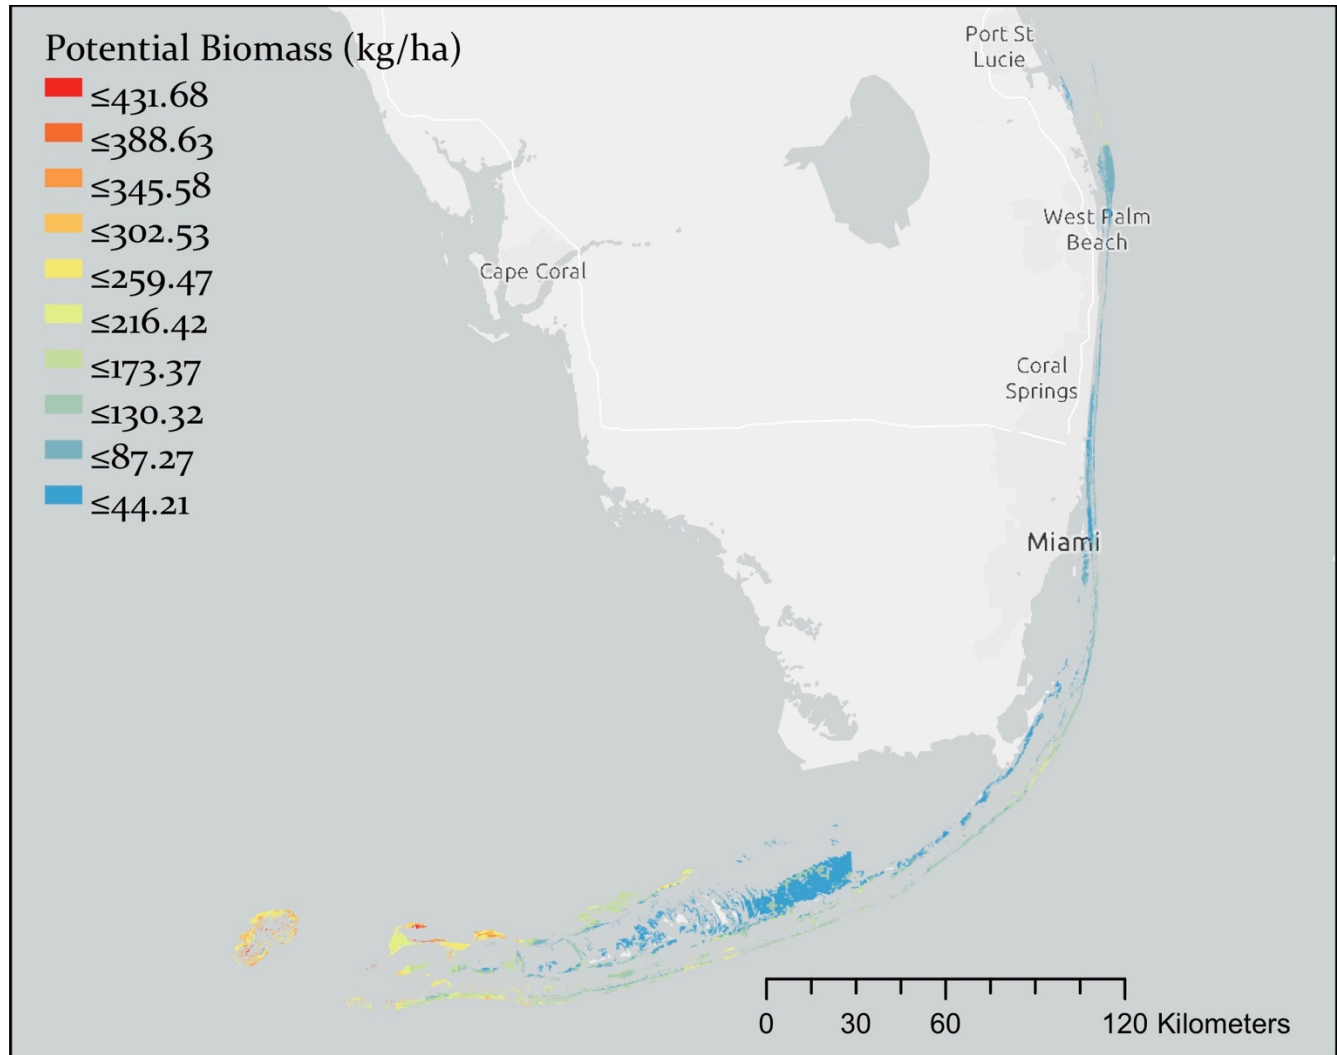 Potential Biomass (kg/ha)
≤431.68
≤388.63
≤345.58
≤302.53
≤259.47
≤216.42
≤173.37
≤130.32
≤87.27
≤44.21
Port St
Lucie
West Palm
Beach
Cape Coral
Coral
Springs
Miami
0 30 60 120 Kilometers